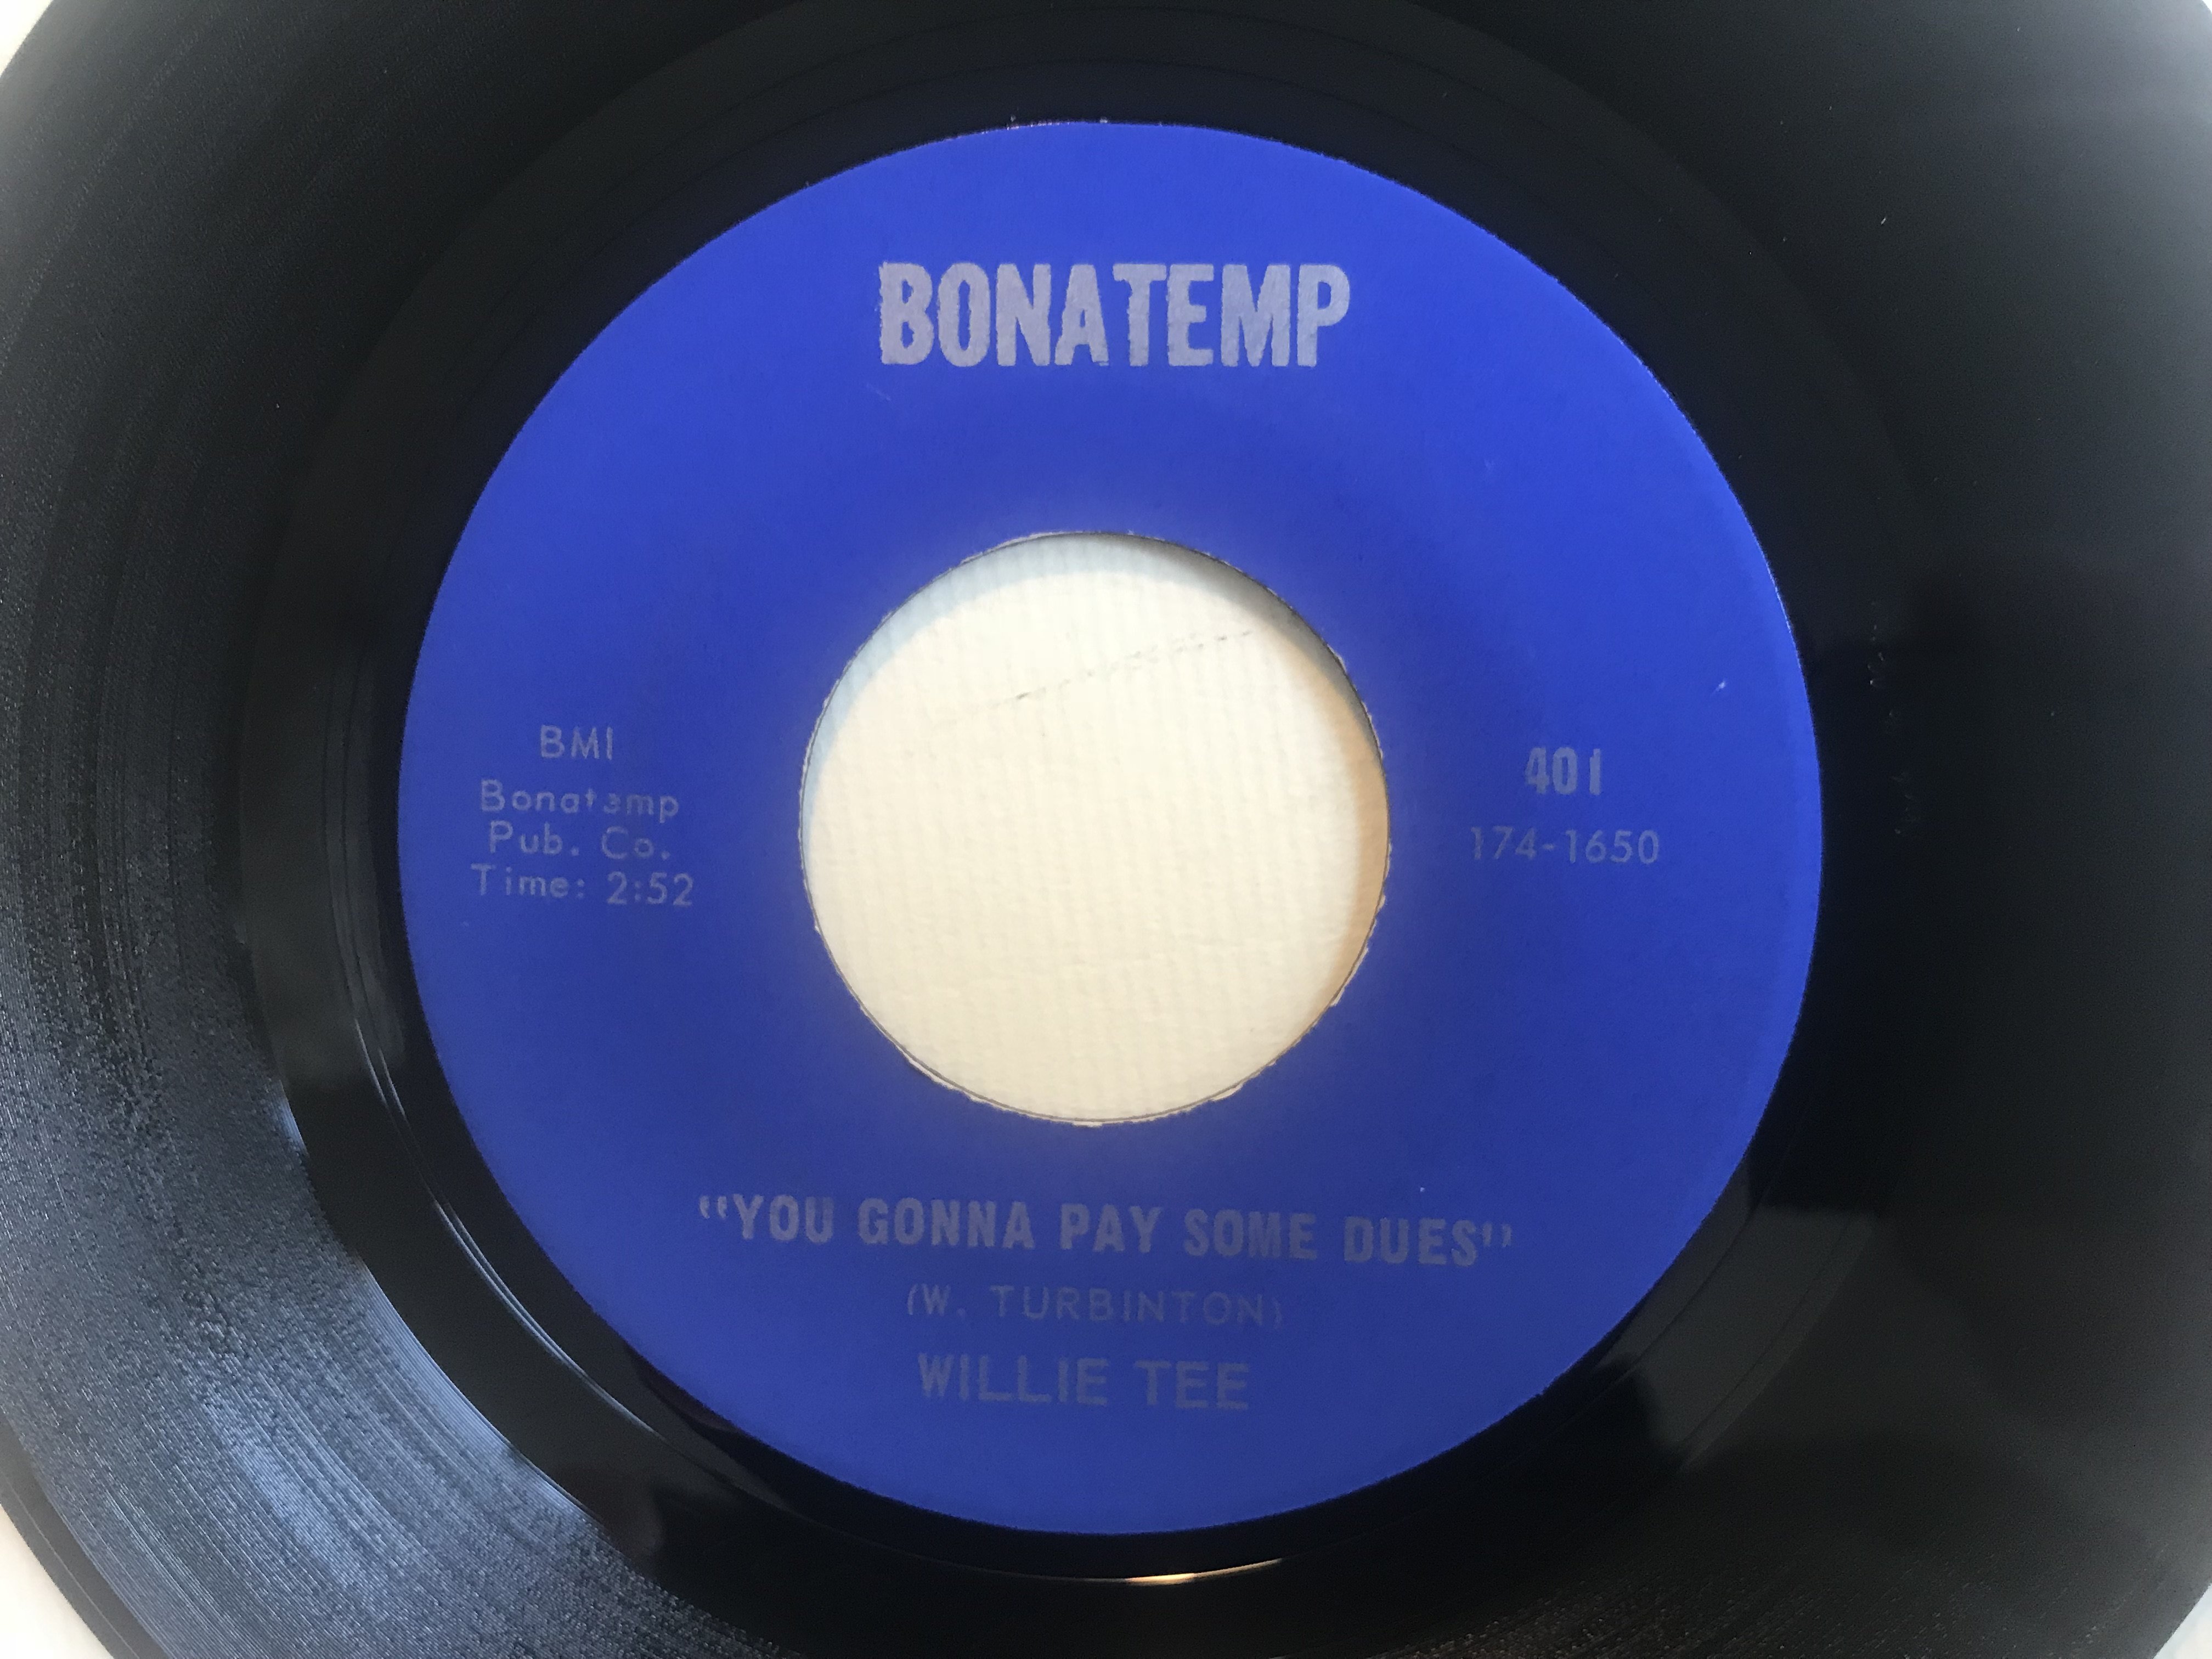 BONATEMP
BMI
Bonatemp
Pub. Co.
Time: 2:52
401
174-1650
"YOU GONNA PAY SOME DUES"
(W. TURBINTON)
WILLIE TEE